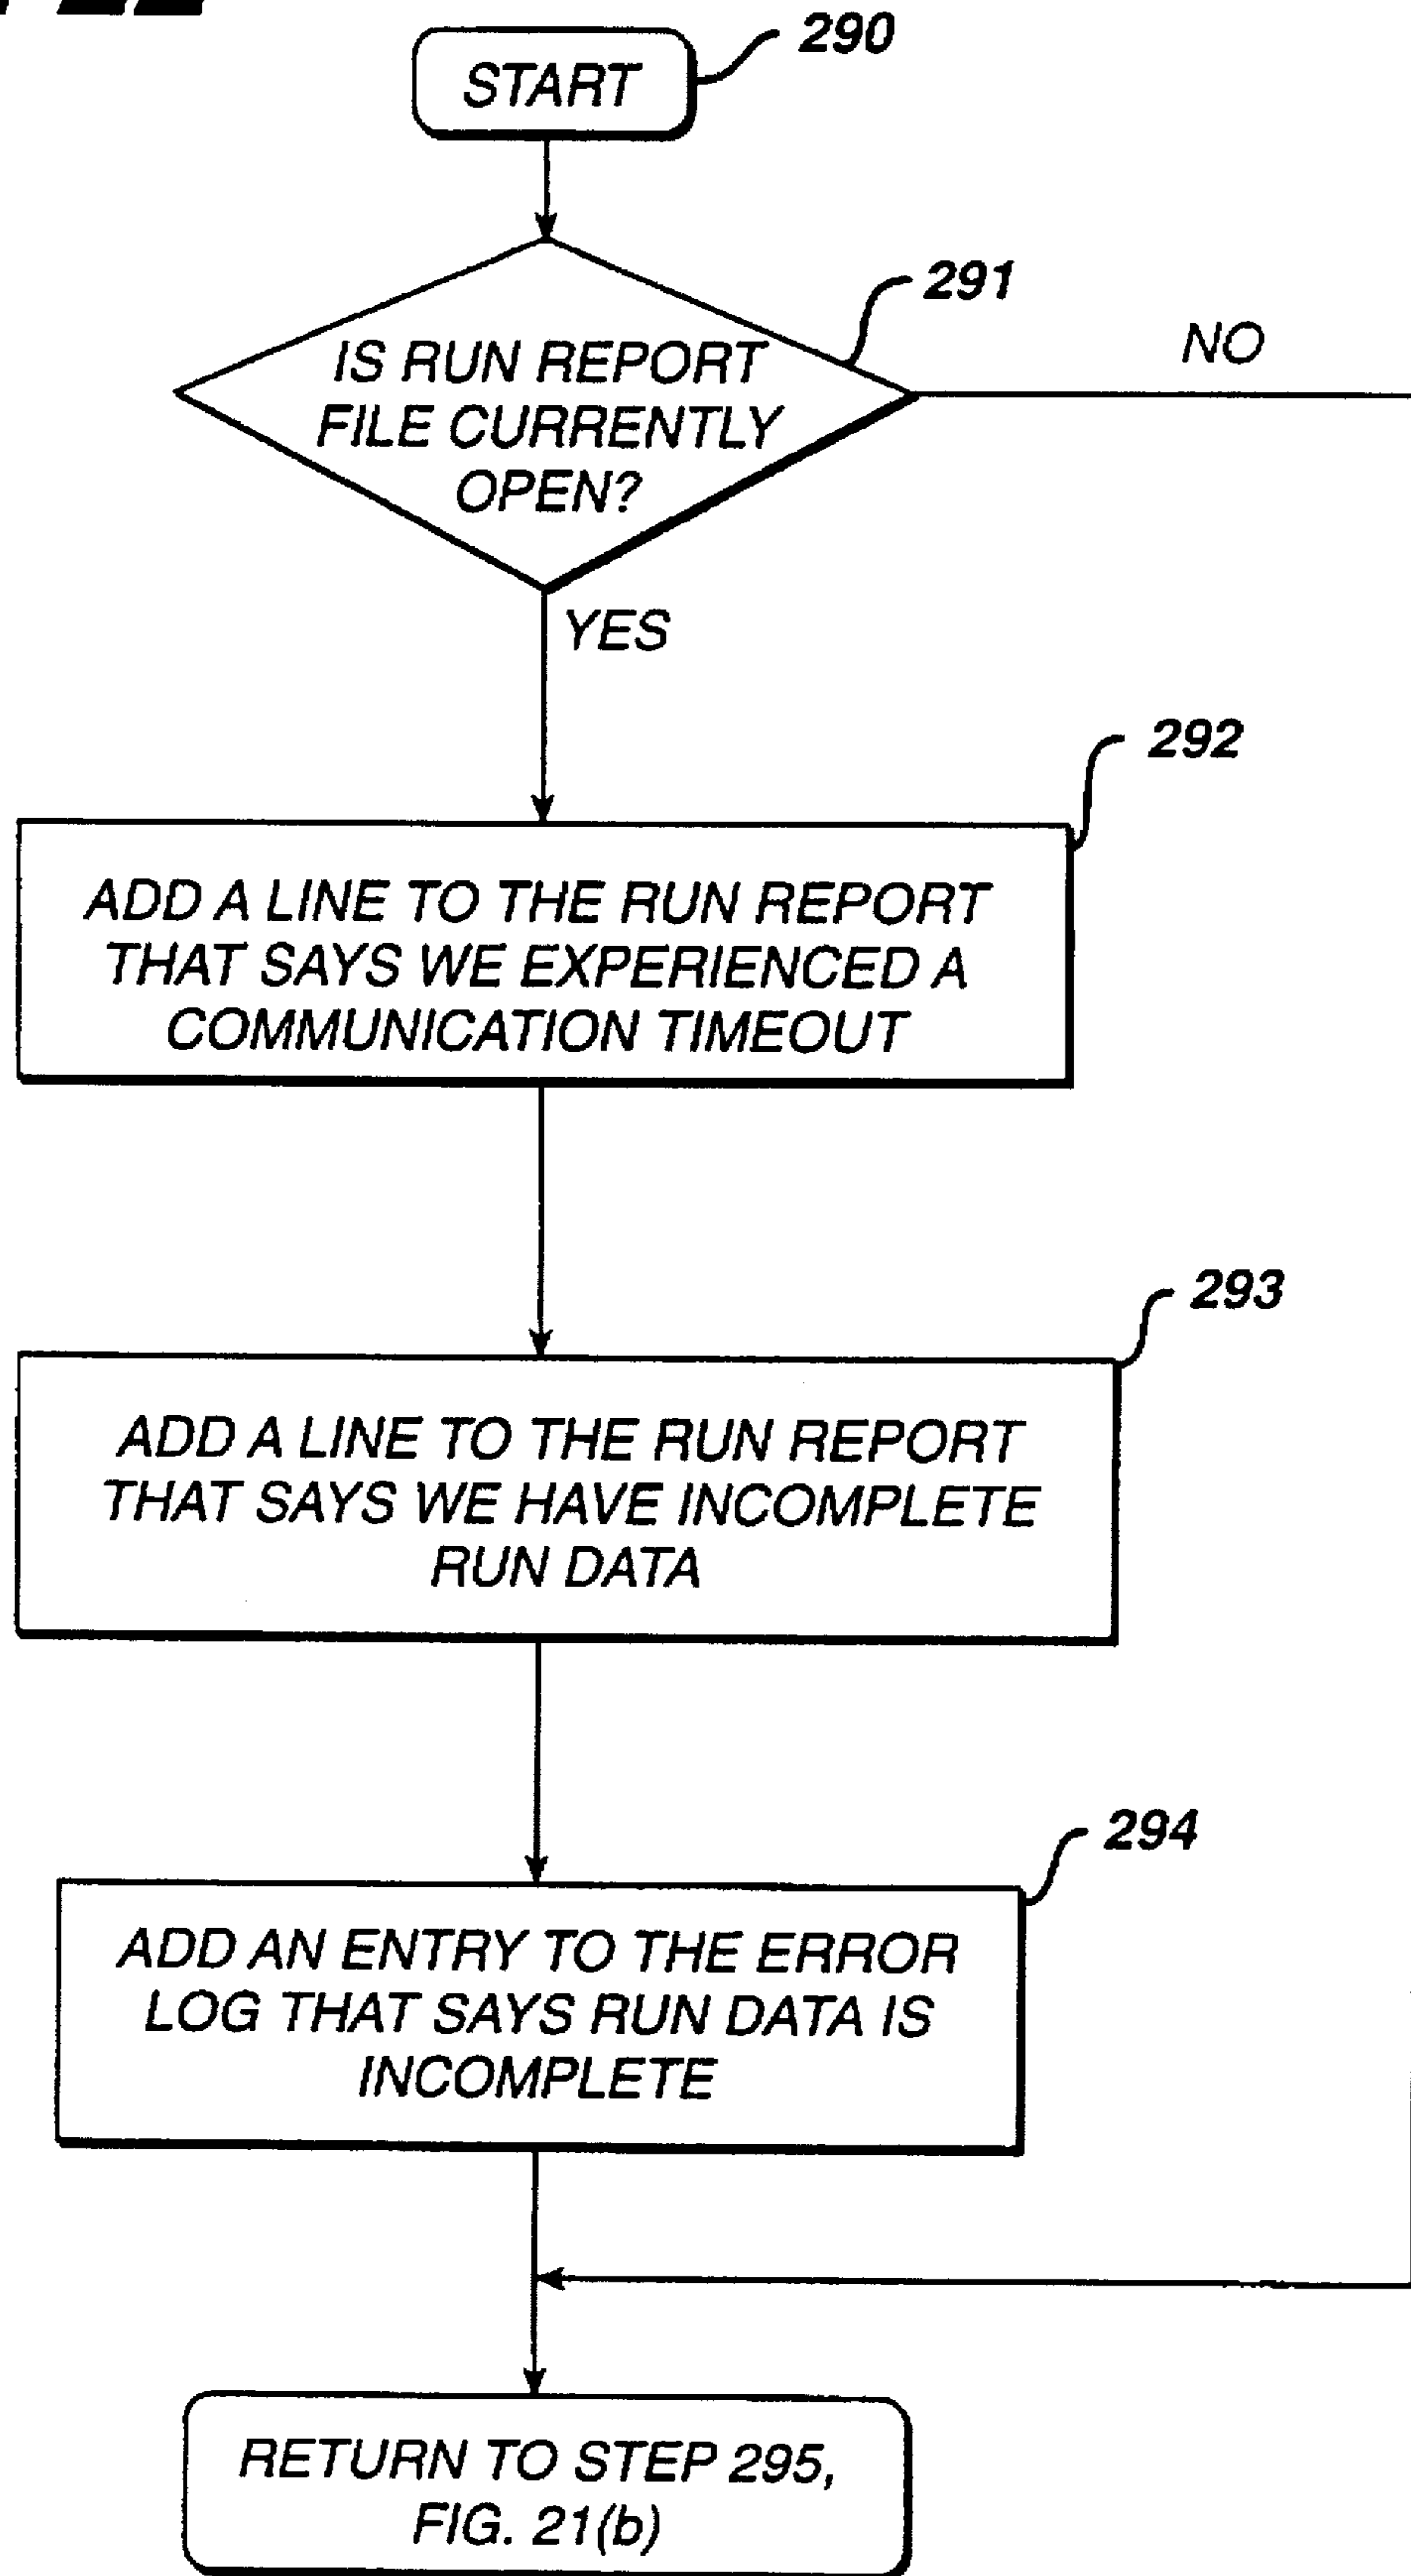 290
START
291
NO
IS RUN REPORT
FILE CURRENTLY
OPEN?
YES
292
ADD A LINE TO THE RUN REPORT
THAT SAYS WE EXPERIENCED A
COMMUNICATION TIMEOUT
293
ADD A LINE TO THE RUN REPORT
THAT SAYS WE HAVE INCOMPLETE
RUN DATA
294
ADD AN ENTRY TO THE ERROR
LOG THAT SAYS RUN DATA IS
INCOMPLETE
RETURN TO STEP 295,
FIG. 21(b)